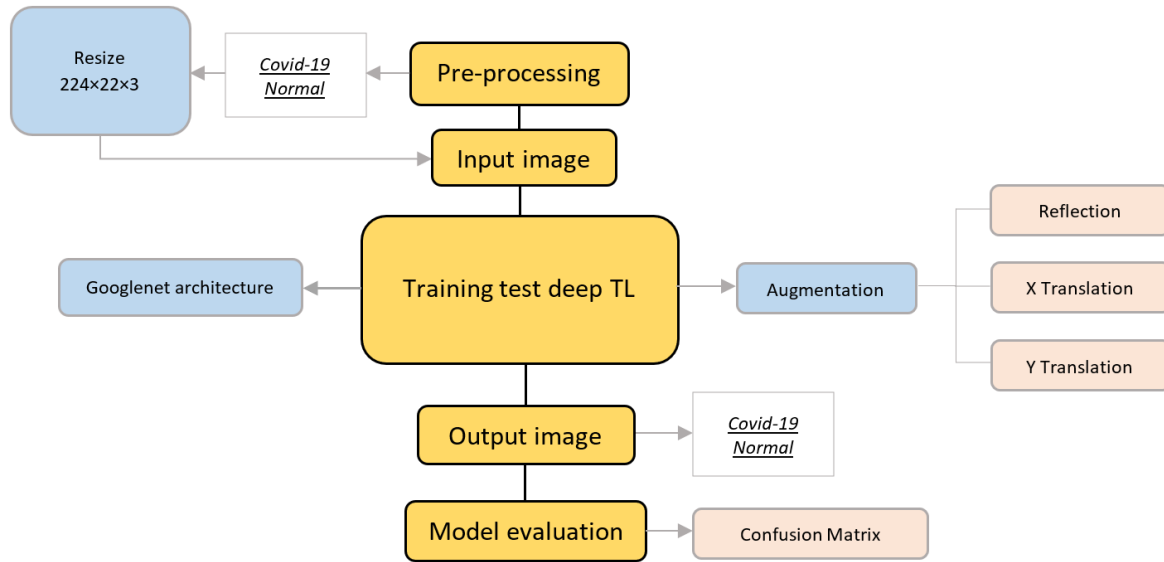 Resize
224×22×3
Covid-19
Normal
Pre-processing
Input image
Googlenet architecture
Training test deep TL
Augmentation
Reflection
X Translation
Y Translation
Output image
Covid-19
Normal
Model evaluation
Confusion Matrix